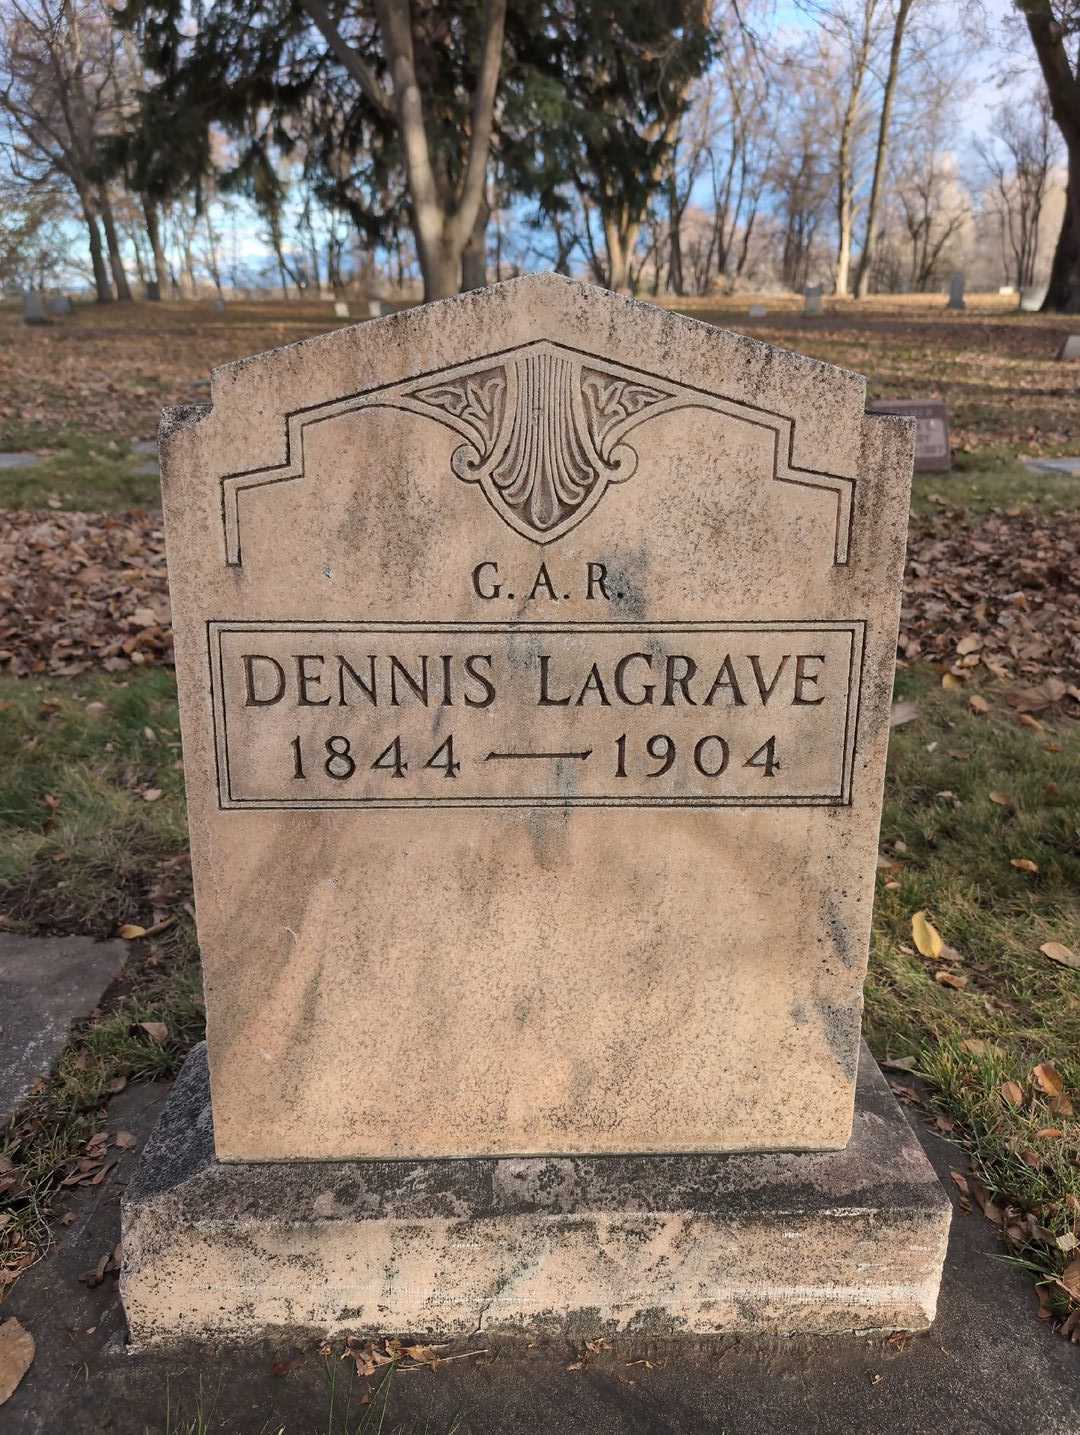 G.A.R.
DENNIS LAGRAVE
1844 — 1904